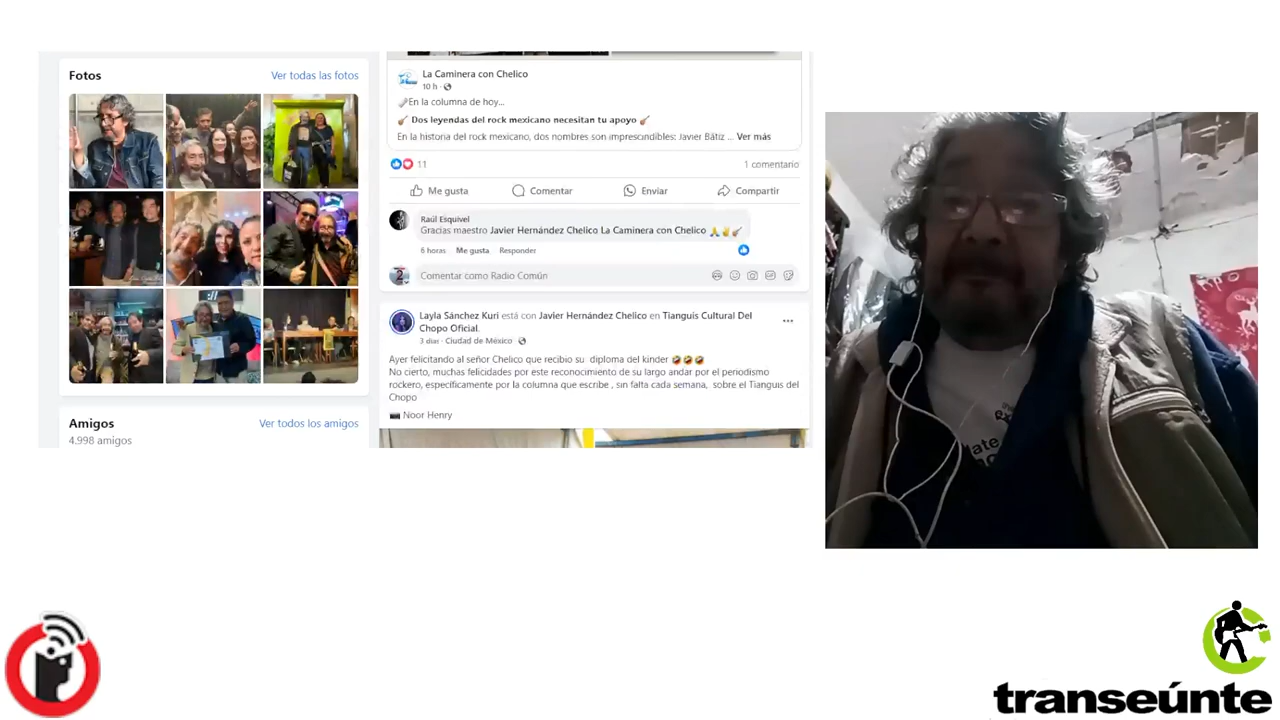 Fotos
Ver todas las fotos
Amigos
Ver todos los amigos
4.998 amigos
La Caminera con Chelico
10 h ·
En la columna de hoy...
Dos leyendas del rock mexicano necesitan tu apoyo
En la historia del rock mexicano, dos nombres son imprescindibles: Javier Bátiz ... Ver más
11
1 comentario
Me gusta
Comentar
Enviar
Compartir
Raúl Esquivel
Gracias maestro Javier Hernández Chelico La Caminera con Chelico 🙏✌🎸
6 horas Me gusta Responder
Comentar como Radio Común
Layla Sánchez Kuri está con Javier Hernández Chelico en Tianguis Cultural Del
Chopo Oficial.
3 días · Ciudad de México ·
Ayer felicitando al señor Chelico que recibio su diploma del kinder 🤣🤣🤣
No cierto, muchas felicidades por este reconocimiento de su largo andar por el periodismo
rockero, específicamente por la columna que escribe , sin falta cada semana, sobre el Tianguis del
Chopo
📷 Noor Henry
transeúnte